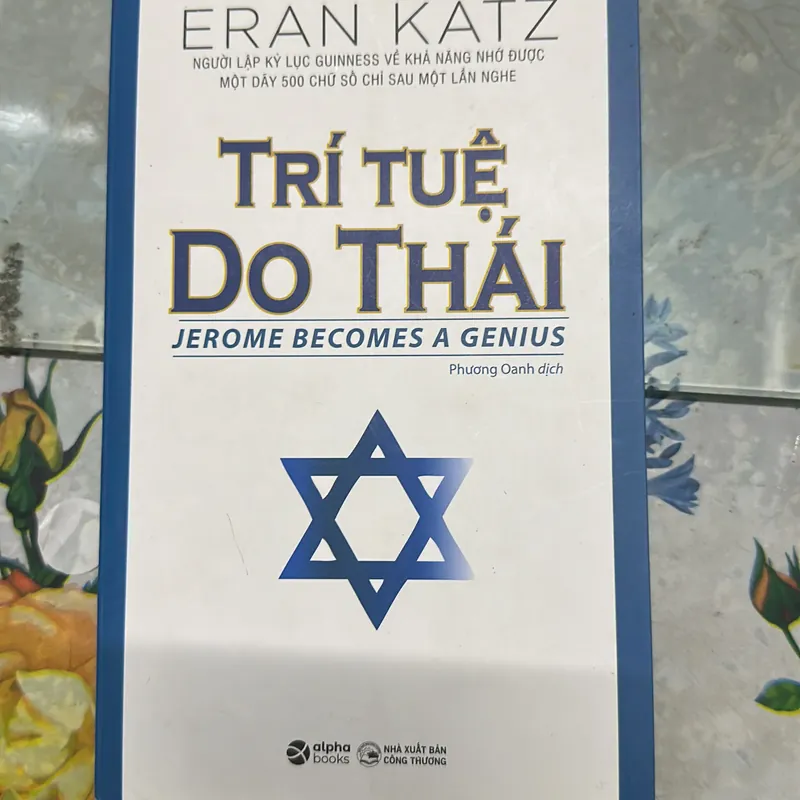 ERAN KATZ
NGƯỜI LẬP KỶ LỤC GUINNESS VỀ KHẢ NĂNG NHỚ ĐƯỢC
MỘT DÃY 500 CHỮ SỐ CHỈ SAU MỘT LẦN NGHE
TRÍ TUỆ
DO THÁI
JEROME BECOMES A GENIUS
Phương Oanh dịch
alpha
books
NHÀ XUẤT BẢN
CÔNG THƯƠNG